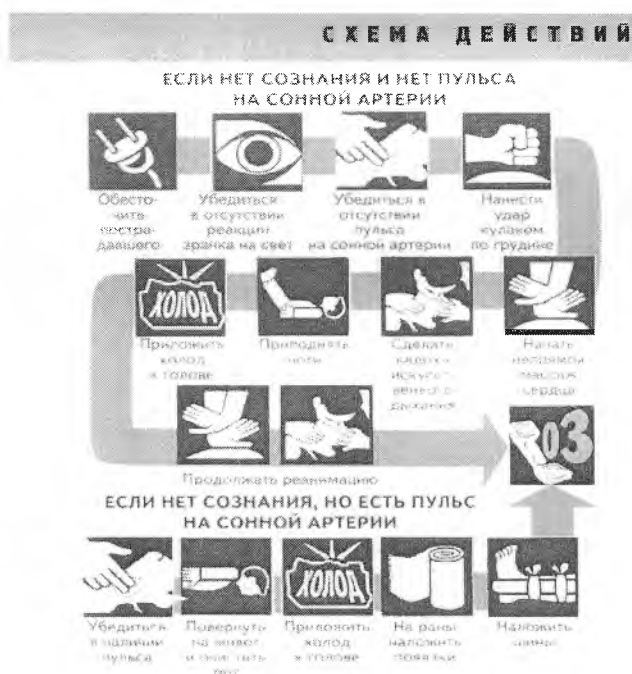 СХЕМА ДЕЙСТВИЙ
ЕСЛИ НЕТ СОЗНАНИЯ И НЕТ ПУЛЬСА
НА СОННОЙ АРТЕРИИ
Обесто-
чить
постра-
давшего
Убедиться
в отсутствии
реакции
зрачка на свет
Убедиться в
отсутствии
пульса
на сонной артерии
Нанести
удар
кулаком
по грудине
ХОЛОД
Приложить
холод
к голове
Приподнять
ноги
Сделать
искусст-
венного
дыхания
Начать
непрямой
массаж
сердца
03
Продолжать реанимацию
ЕСЛИ НЕТ СОЗНАНИЯ, НО ЕСТЬ ПУЛЬС
НА СОННОЙ АРТЕРИИ
ХОЛОД
Убедиться
в наличии
пульса
Повернуть
на живот
и очистить
рот
Приложить
холод
к голове
На раны
наложить
повязки
Наложить
шины